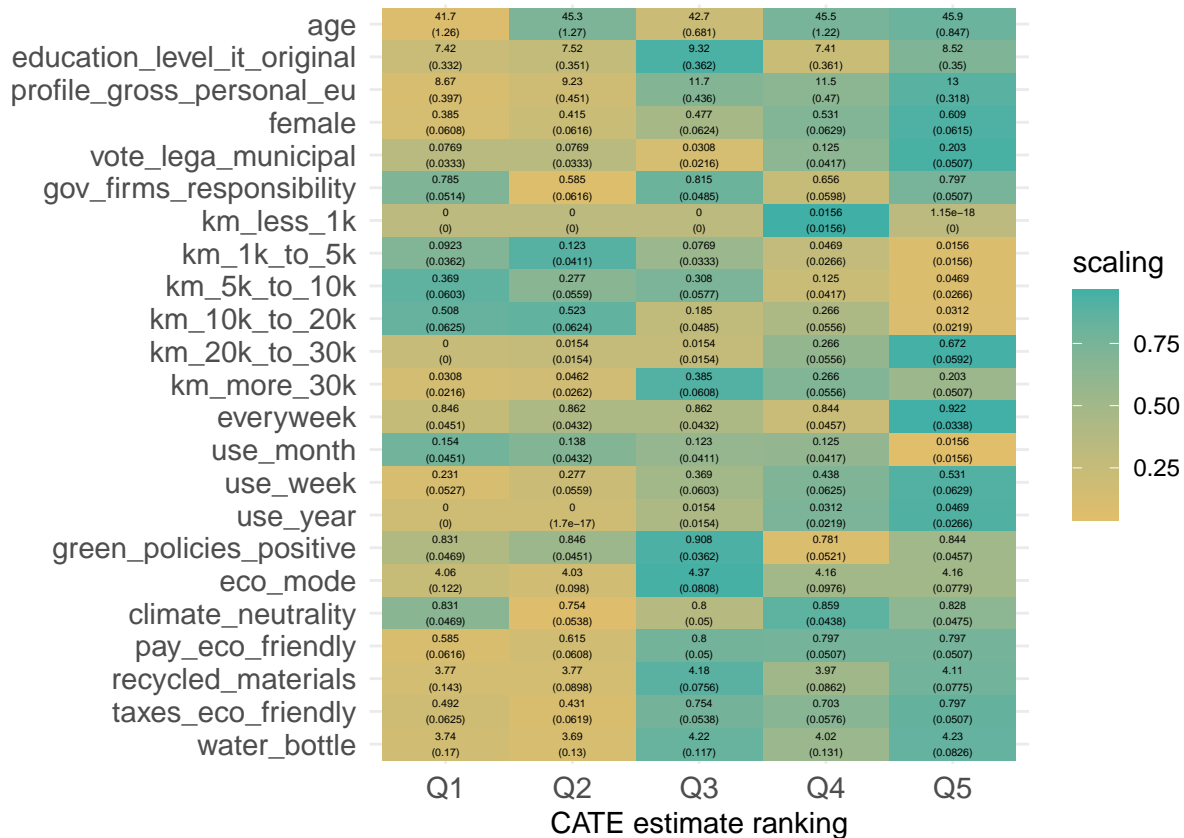 age 41.7 45.3 42.7 45.5 45.9
(1.26) (1.27) (0.681) (1.22) (0.847)
education_level_it_original 7.42 7.52 9.32 7.41 8.52
(0.332) (0.351) (0.362) (0.361) (0.35)
profile_gross_personal_eu 8.67 9.23 11.7 11.5 13
(0.397) (0.451) (0.436) (0.47) (0.318)
female 0.385 0.415 0.477 0.531 0.609
(0.0608) (0.0616) (0.0624) (0.0629) (0.0615)
vote_lega_municipal 0.0769 0.0769 0.0308 0.125 0.203
(0.0333) (0.0333) (0.0216) (0.0417) (0.0507)
gov_firms_responsibility 0.785 0.585 0.815 0.656 0.797
(0.0514) (0.0616) (0.0485) (0.0598) (0.0507)
km_less_1k 0 0 0 0.0156 1.15e-18
(0) (0) (0) (0.0156) (0)
km_1k_to_5k 0.0923 0.123 0.0769 0.0469 0.0156
(0.0362) (0.0411) (0.0333) (0.0266) (0.0156)
km_5k_to_10k 0.369 0.277 0.308 0.125 0.0469
(0.0603) (0.0559) (0.0577) (0.0417) (0.0266)
km_10k_to_20k 0.508 0.523 0.185 0.266 0.0312
(0.0625) (0.0624) (0.0485) (0.0556) (0.0219)
km_20k_to_30k 0 0.0154 0.0154 0.266 0.672
(0) (0.0154) (0.0154) (0.0556) (0.0592)
km_more_30k 0.0308 0.0462 0.385 0.266 0.203
(0.0216) (0.0262) (0.0608) (0.0556) (0.0507)
everyweek 0.846 0.862 0.862 0.844 0.922
(0.0451) (0.0432) (0.0432) (0.0457) (0.0338)
use_month 0.154 0.138 0.123 0.125 0.0156
(0.0451) (0.0432) (0.0411) (0.0417) (0.0156)
use_week 0.231 0.277 0.369 0.438 0.531
(0.0527) (0.0559) (0.0603) (0.0625) (0.0629)
use_year 0 0 0.0154 0.0312 0.0469
(0) (1.7e-17) (0.0154) (0.0219) (0.0266)
green_policies_positive 0.831 0.846 0.908 0.781 0.844
(0.0469) (0.0451) (0.0362) (0.0521) (0.0457)
eco_mode 4.06 4.03 4.37 4.16 4.16
(0.122) (0.098) (0.0808) (0.0976) (0.0779)
climate_neutrality 0.831 0.754 0.8 0.859 0.828
(0.0469) (0.0538) (0.05) (0.0438) (0.0475)
pay_eco_friendly 0.585 0.615 0.8 0.797 0.797
(0.0616) (0.0608) (0.05) (0.0507) (0.0507)
recycled_materials 3.77 3.77 4.18 3.97 4.11
(0.143) (0.0898) (0.0756) (0.0862) (0.0775)
taxes_eco_friendly 0.492 0.431 0.754 0.703 0.797
(0.0625) (0.0619) (0.0538) (0.0576) (0.0507)
water_bottle 3.74 3.69 4.22 4.02 4.23
(0.17) (0.13) (0.117) (0.131) (0.0826)
Q1 Q2 Q3 Q4 Q5
CATE estimate ranking
scaling
0.75
0.50
0.25